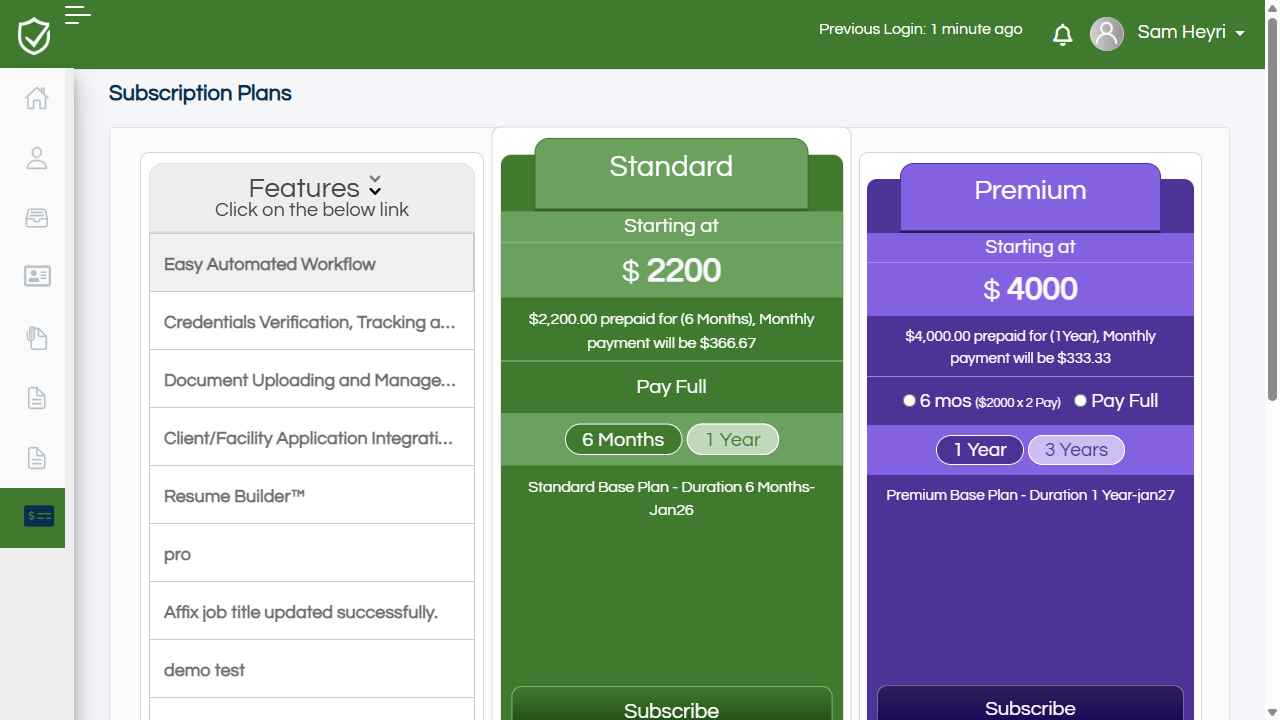 Previous Login: 1 minute ago
Sam Heyri
Subscription Plans
Features
Click on the below link
Easy Automated Workflow
Credentials Verification, Tracking a...
Document Uploading and Manage...
Client/Facility Application Integrati...
Resume Builder™
pro
Affix job title updated successfully.
demo test
Standard
Starting at
$ 2200
$2,200.00 prepaid for (6 Months), Monthly
payment will be $366.67
Pay Full
6 Months 1 Year
Standard Base Plan - Duration 6 Months-
Jan26
Subscribe
Premium
Starting at
$ 4000
$4,000.00 prepaid for (1Year), Monthly
payment will be $333.33
6 mos ($2000 x 2 Pay) Pay Full
1 Year 3 Years
Premium Base Plan - Duration 1 Year-jan27
Subscribe